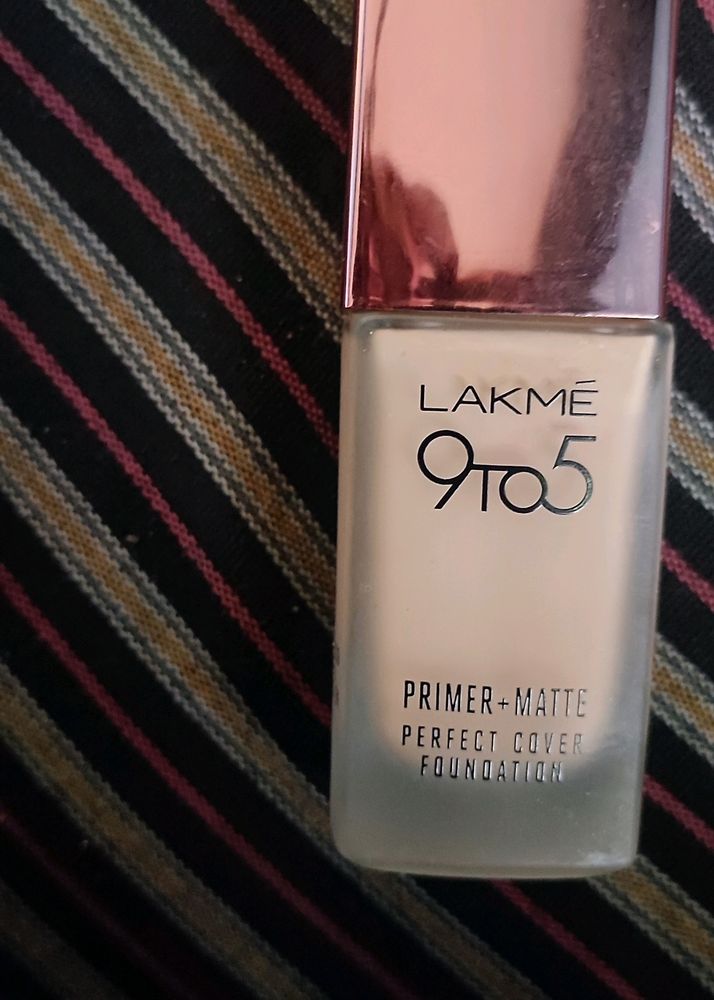 LAKMÉ
9TO5
PRIMER+MATTE
PERFECT COVER
FOUNDATION